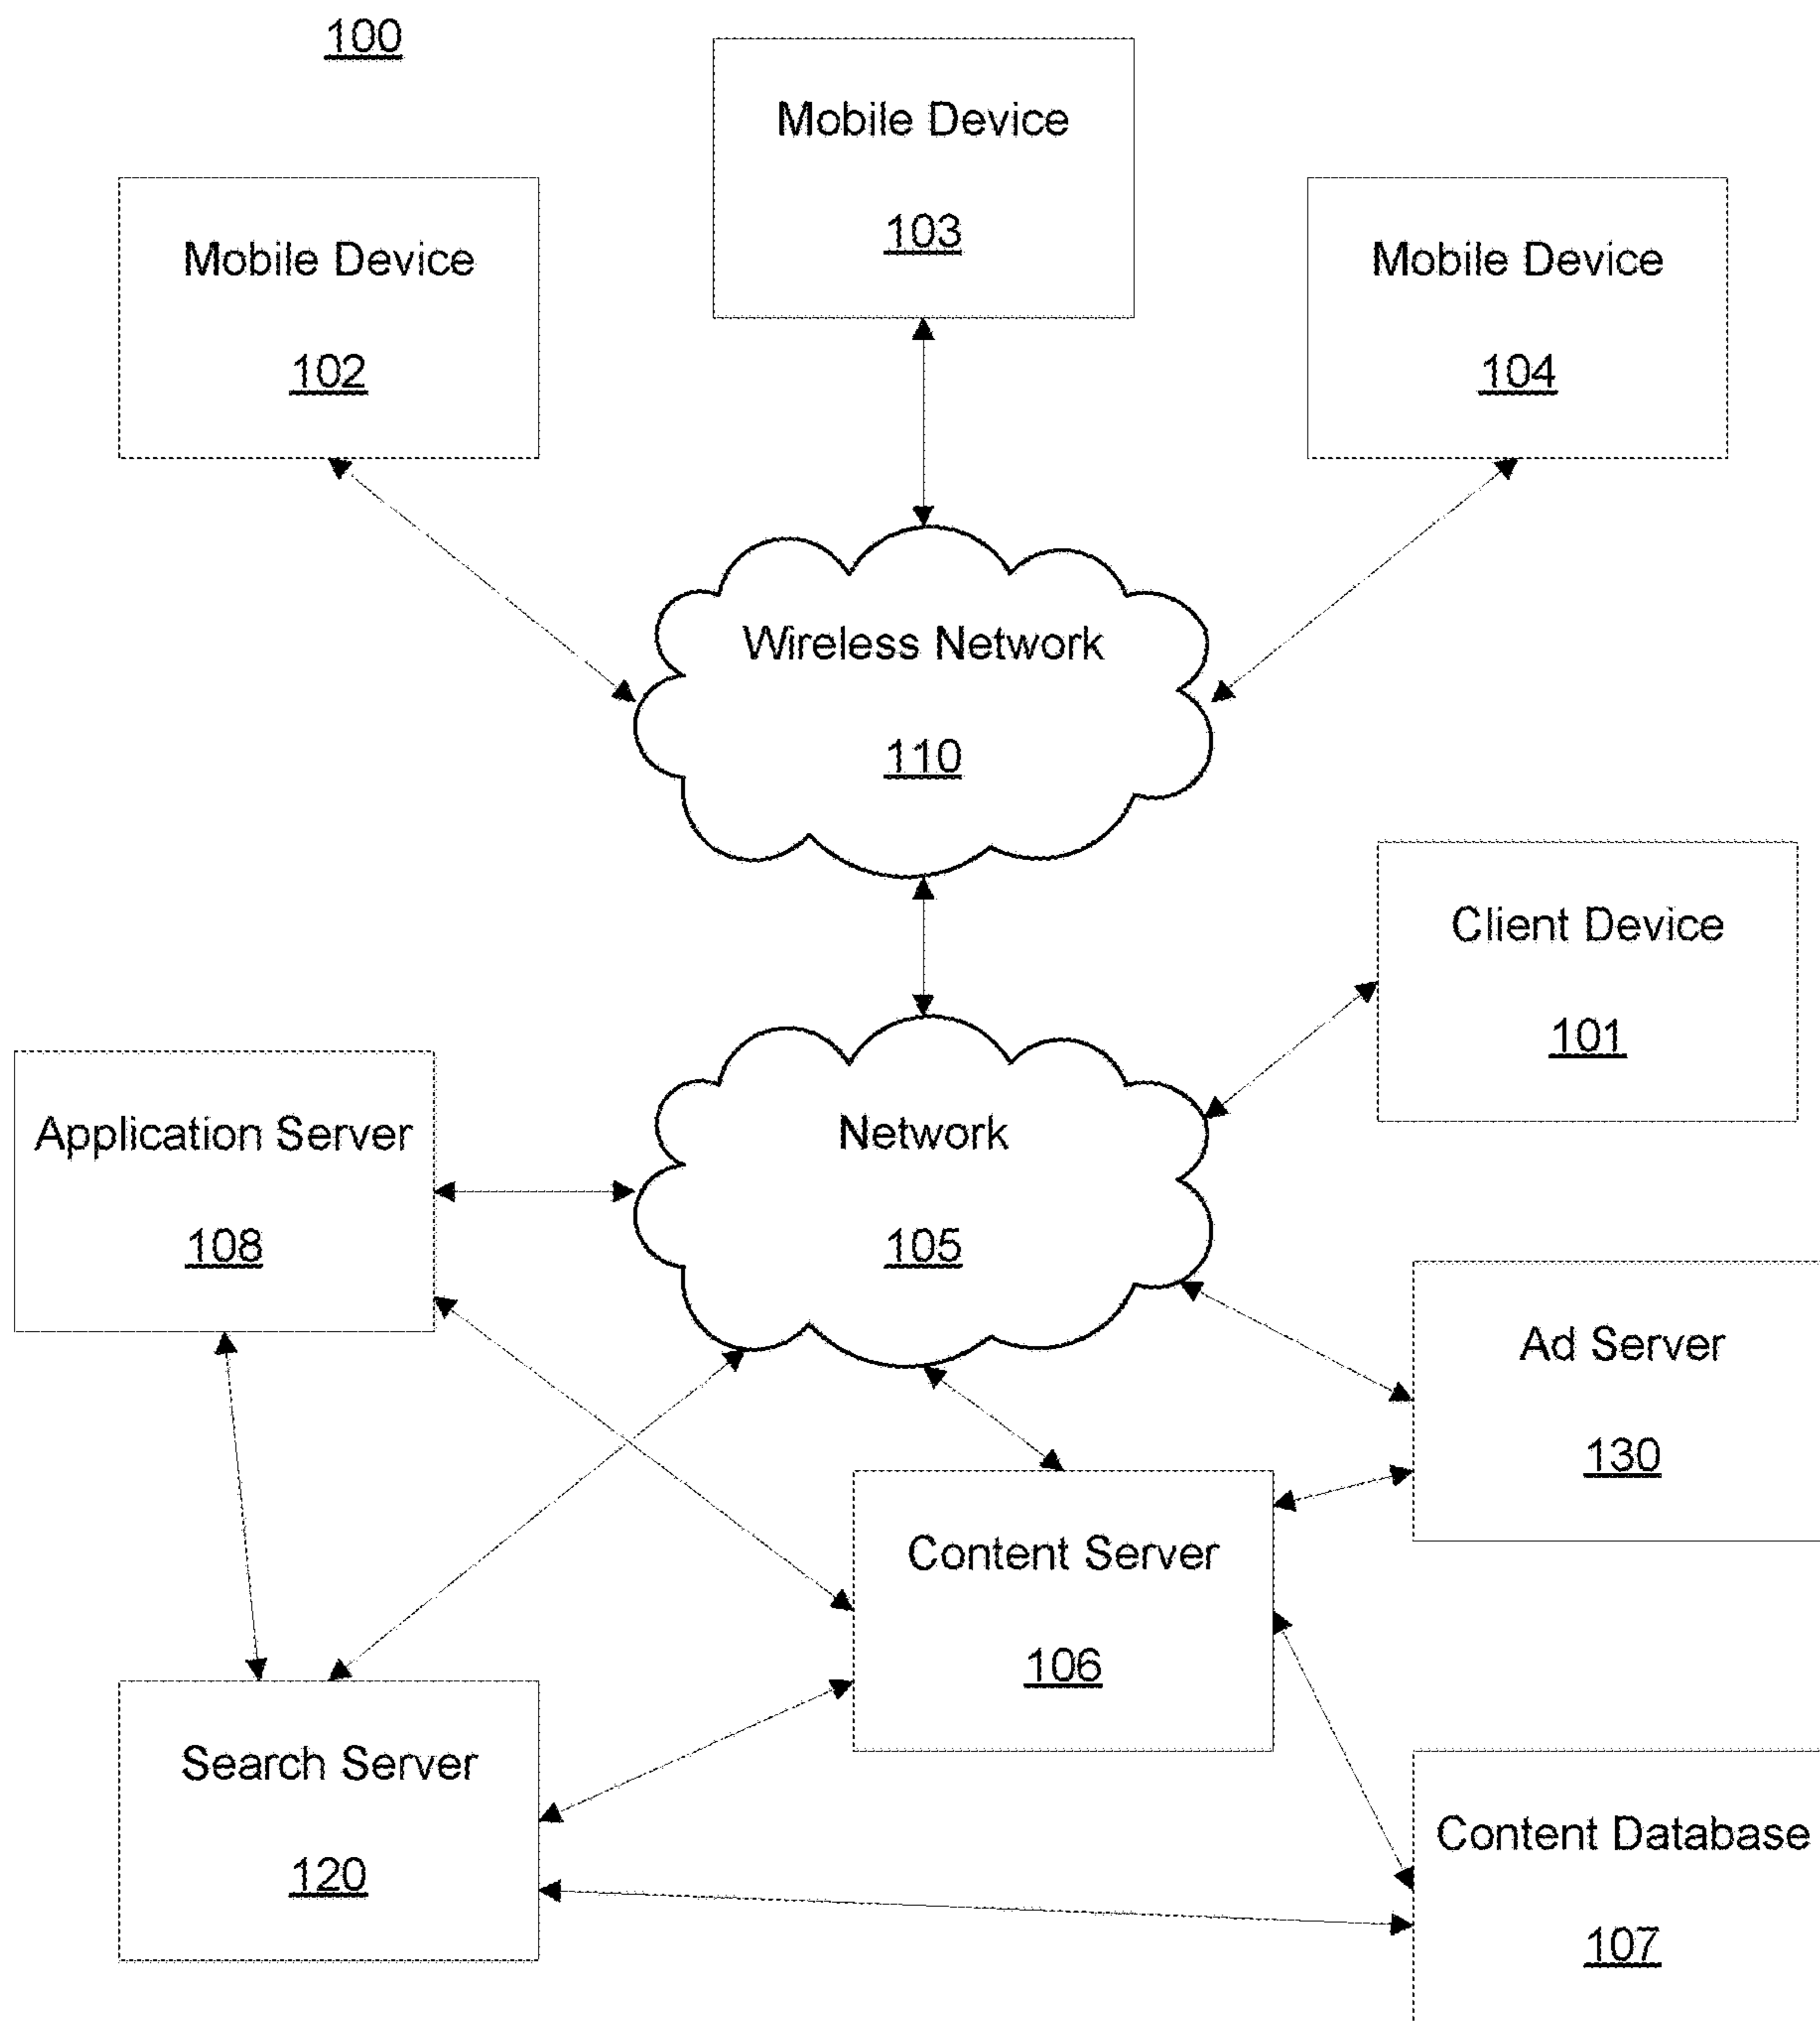 100
Mobile Device
103
Mobile Device
102
Mobile Device
104
Wireless Network
110
Client Device
101
Application Server
108
Network
105
Ad Server
130
Content Server
106
Search Server
120
Content Database
107